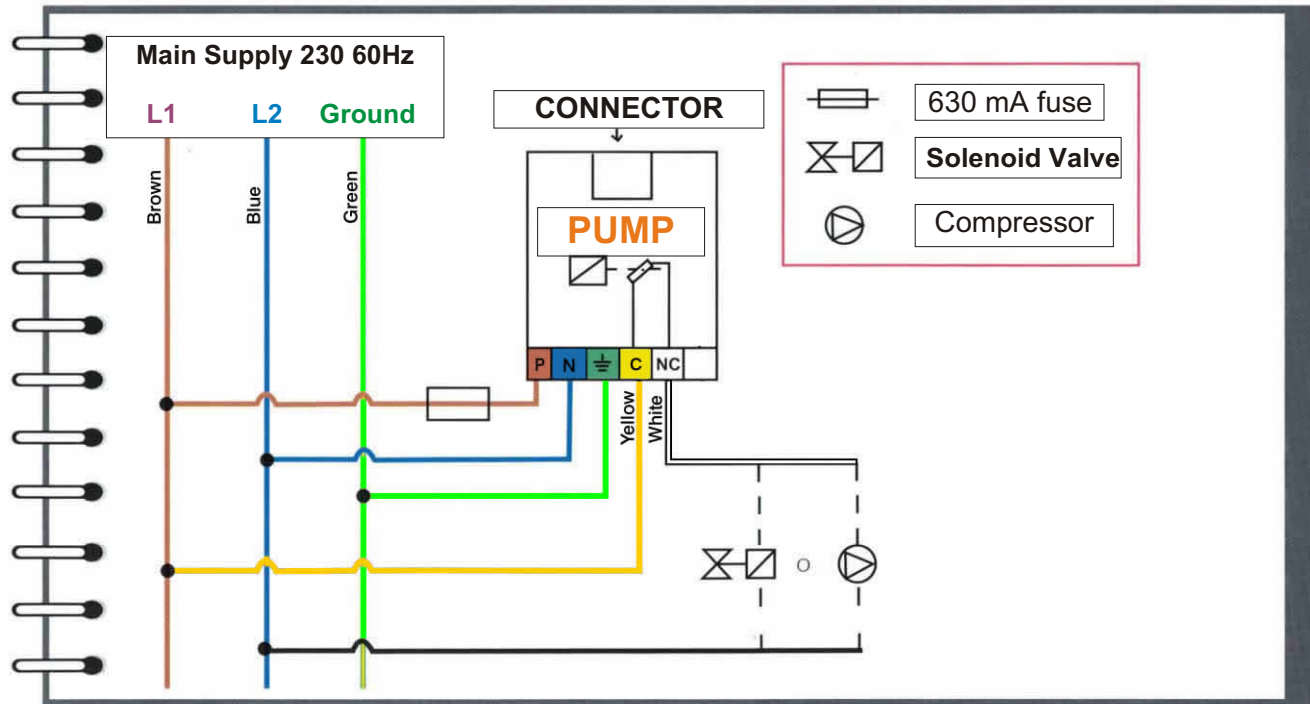 Main Supply 230 60Hz
L1 L2 Ground
Brown
Blue
Green
CONNECTOR
PUMP
P N C NC
Yellow
White
630 mA fuse
Solenoid Valve
Compressor
O